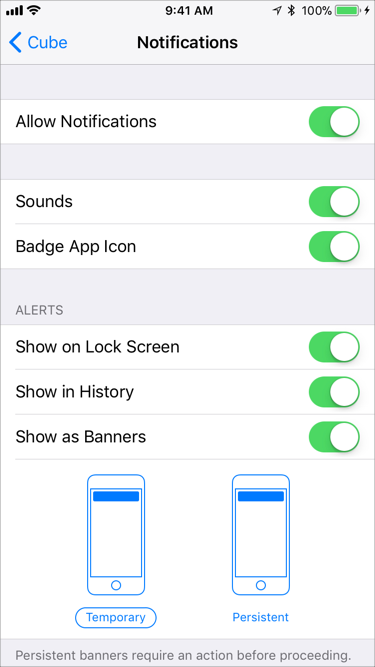 9:41 AM 100%
Cube Notifications
Allow Notifications
Sounds
Badge App Icon
ALERTS
Show on Lock Screen
Show in History
Show as Banners
Temporary Persistent
Persistent banners require an action before proceeding.